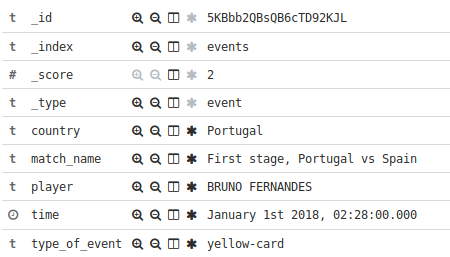 t _id 5KBbb2QBsQB6cTD92KJL
t _index events
# _score 2
t _type event
t country Portugal
t match_name First stage, Portugal vs Spain
t player BRUNO FERNANDES
time January 1st 2018, 02:28:00.000
t type_of_event yellow-card